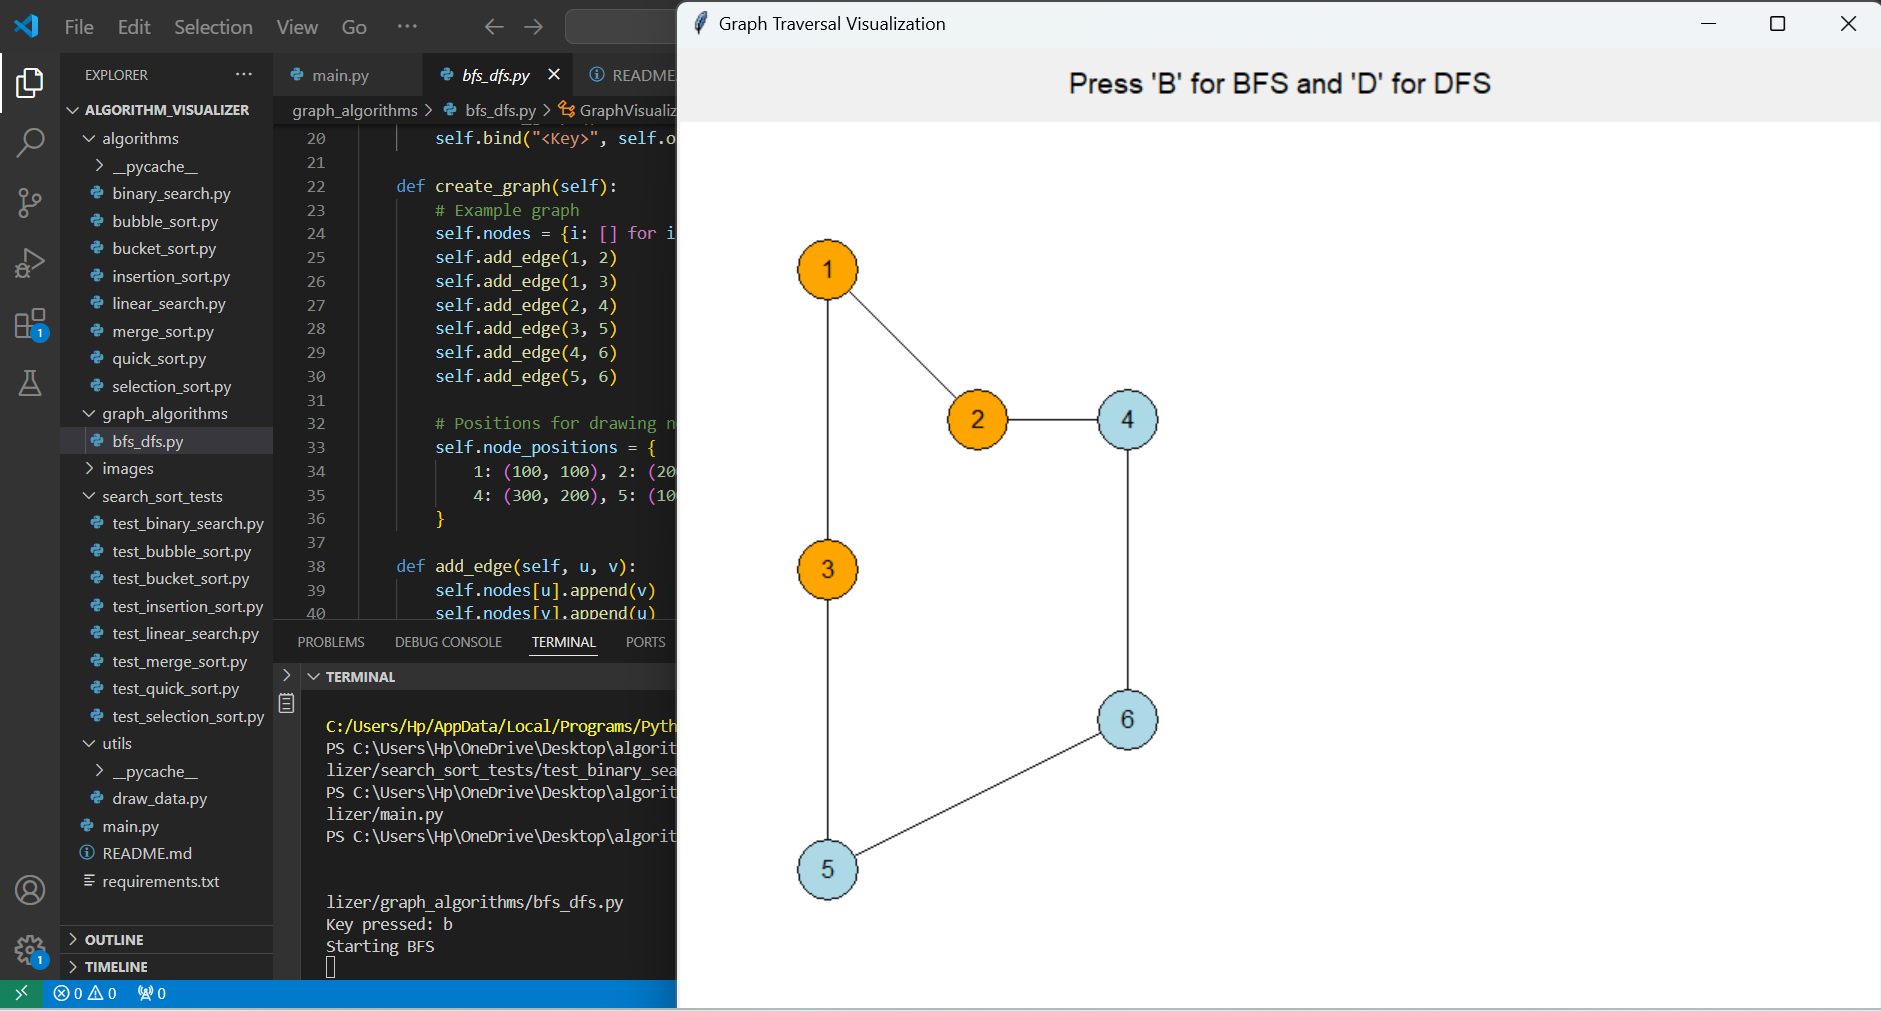 File Edit Selection View Go ···
EXPLORER ···
ALGORITHM_VISUALIZER
algorithms
__pycache__
binary_search.py
bubble_sort.py
bucket_sort.py
insertion_sort.py
linear_search.py
merge_sort.py
quick_sort.py
selection_sort.py
graph_algorithms
bfs_dfs.py
images
search_sort_tests
test_binary_search.py
test_bubble_sort.py
test_bucket_sort.py
test_insertion_sort.py
test_linear_search.py
test_merge_sort.py
test_quick_sort.py
test_selection_sort.py
utils
__pycache__
draw_data.py
main.py
README.md
requirements.txt
OUTLINE
TIMELINE
1
1
0 0 0
main.py bfs_dfs.py README
graph_algorithms > bfs_dfs.py > GraphVisualiz
20 self.bind("<Key>", self.o
21
22 def create_graph(self):
23 # Example graph
24 self.nodes = {i: [] for i
25 self.add_edge(1, 2)
26 self.add_edge(1, 3)
27 self.add_edge(2, 4)
28 self.add_edge(3, 5)
29 self.add_edge(4, 6)
30 self.add_edge(5, 6)
31
32 # Positions for drawing n
33 self.node_positions = {
34 1: (100, 100), 2: (20
35 4: (300, 200), 5: (10
36 }
37
38 def add_edge(self, u, v):
39 self.nodes[u].append(v)
40 self.nodes[v].append(u)
PROBLEMS DEBUG CONSOLE TERMINAL PORTS
TERMINAL
C:/Users/Hp/AppData/Local/Programs/Pyth
PS C:\Users\Hp\OneDrive\Desktop\algorit
lizer/search_sort_tests/test_binary_sea
PS C:\Users\Hp\OneDrive\Desktop\algorit
lizer/main.py
PS C:\Users\Hp\OneDrive\Desktop\algorit
lizer/graph_algorithms/bfs_dfs.py
Key pressed: b
Starting BFS
Graph Traversal Visualization
Press 'B' for BFS and 'D' for DFS
1
2 4
3
6
5